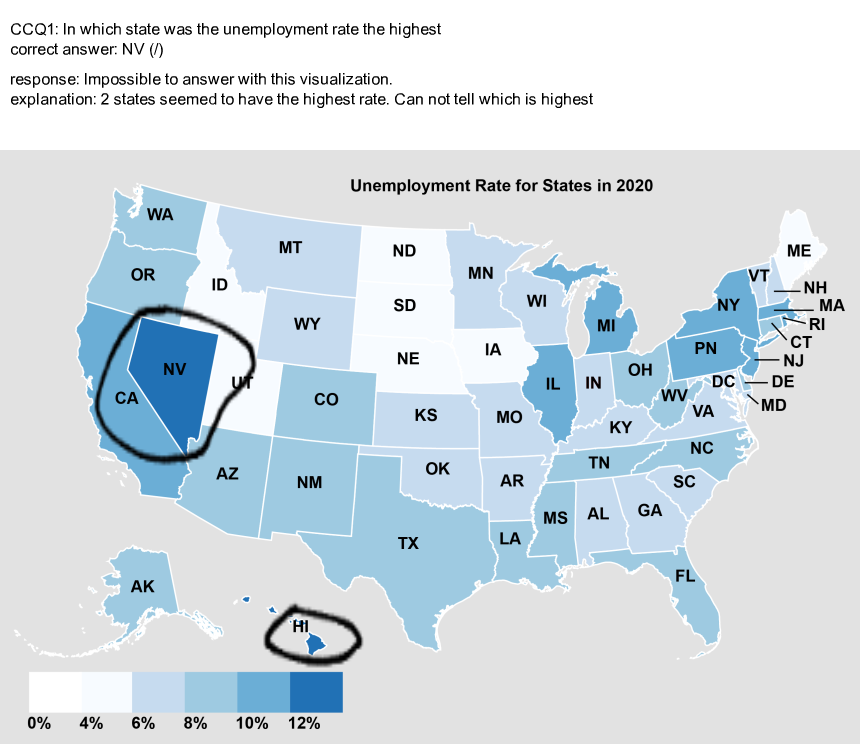 CCQ1: In which state was the unemployment rate the highest
correct answer: NV (/)
response: Impossible to answer with this visualization.
explanation: 2 states seemed to have the highest rate. Can not tell which is highest
Unemployment Rate for States in 2020
WA
MT
ND
ME
OR
ID
MN
VT
NH
SD
WI
NY
MA
WY
MI
RI
CT
NV
NE
IA
PN
NJ
UT
IL
IN
OH
DC
DE
CA
CO
WV
MD
KS
MO
KY
VA
AZ
NM
OK
TN
NC
AR
SC
TX
LA
MS
AL
GA
FL
AK
HI
0% 4% 6% 8% 10% 12%